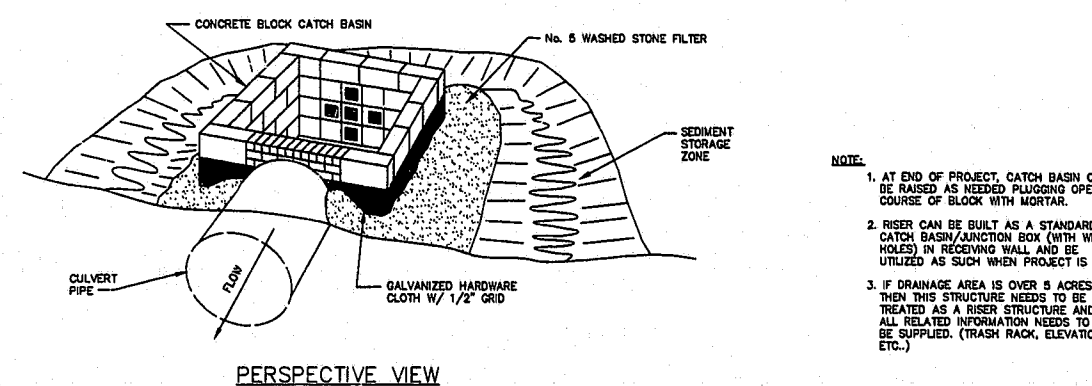 CONCRETE BLOCK CATCH BASIN
No. 5 WASHED STONE FILTER
SEDIMENT
STORAGE
ZONE
CULVERT
PIPE
FLOW
GALVANIZED HARDWARE
CLOTH W/ 1/2" GRID
PERSPECTIVE VIEW
NOTE:
1. AT END OF PROJECT, CATCH BASIN
BE RAISED AS NEEDED PLUGGING
COURSE OF BLOCK WITH MORTAR.
2. RISER CAN BE BUILT AS A STANDARD
CATCH BASIN/JUNCTION BOX (WITH
HOLES) IN RECEIVING WALL AND BE
UTILIZED AS SUCH WHEN PROJECT IS
3. IF DRAINAGE AREA IS OVER 5 ACRES
THEN THIS STRUCTURE NEEDS TO BE
TREATED AS A RISER STRUCTURE AND
ALL RELATED INFORMATION NEEDS TO
BE SUPPLIED. (TRASH RACK,
ETC..)